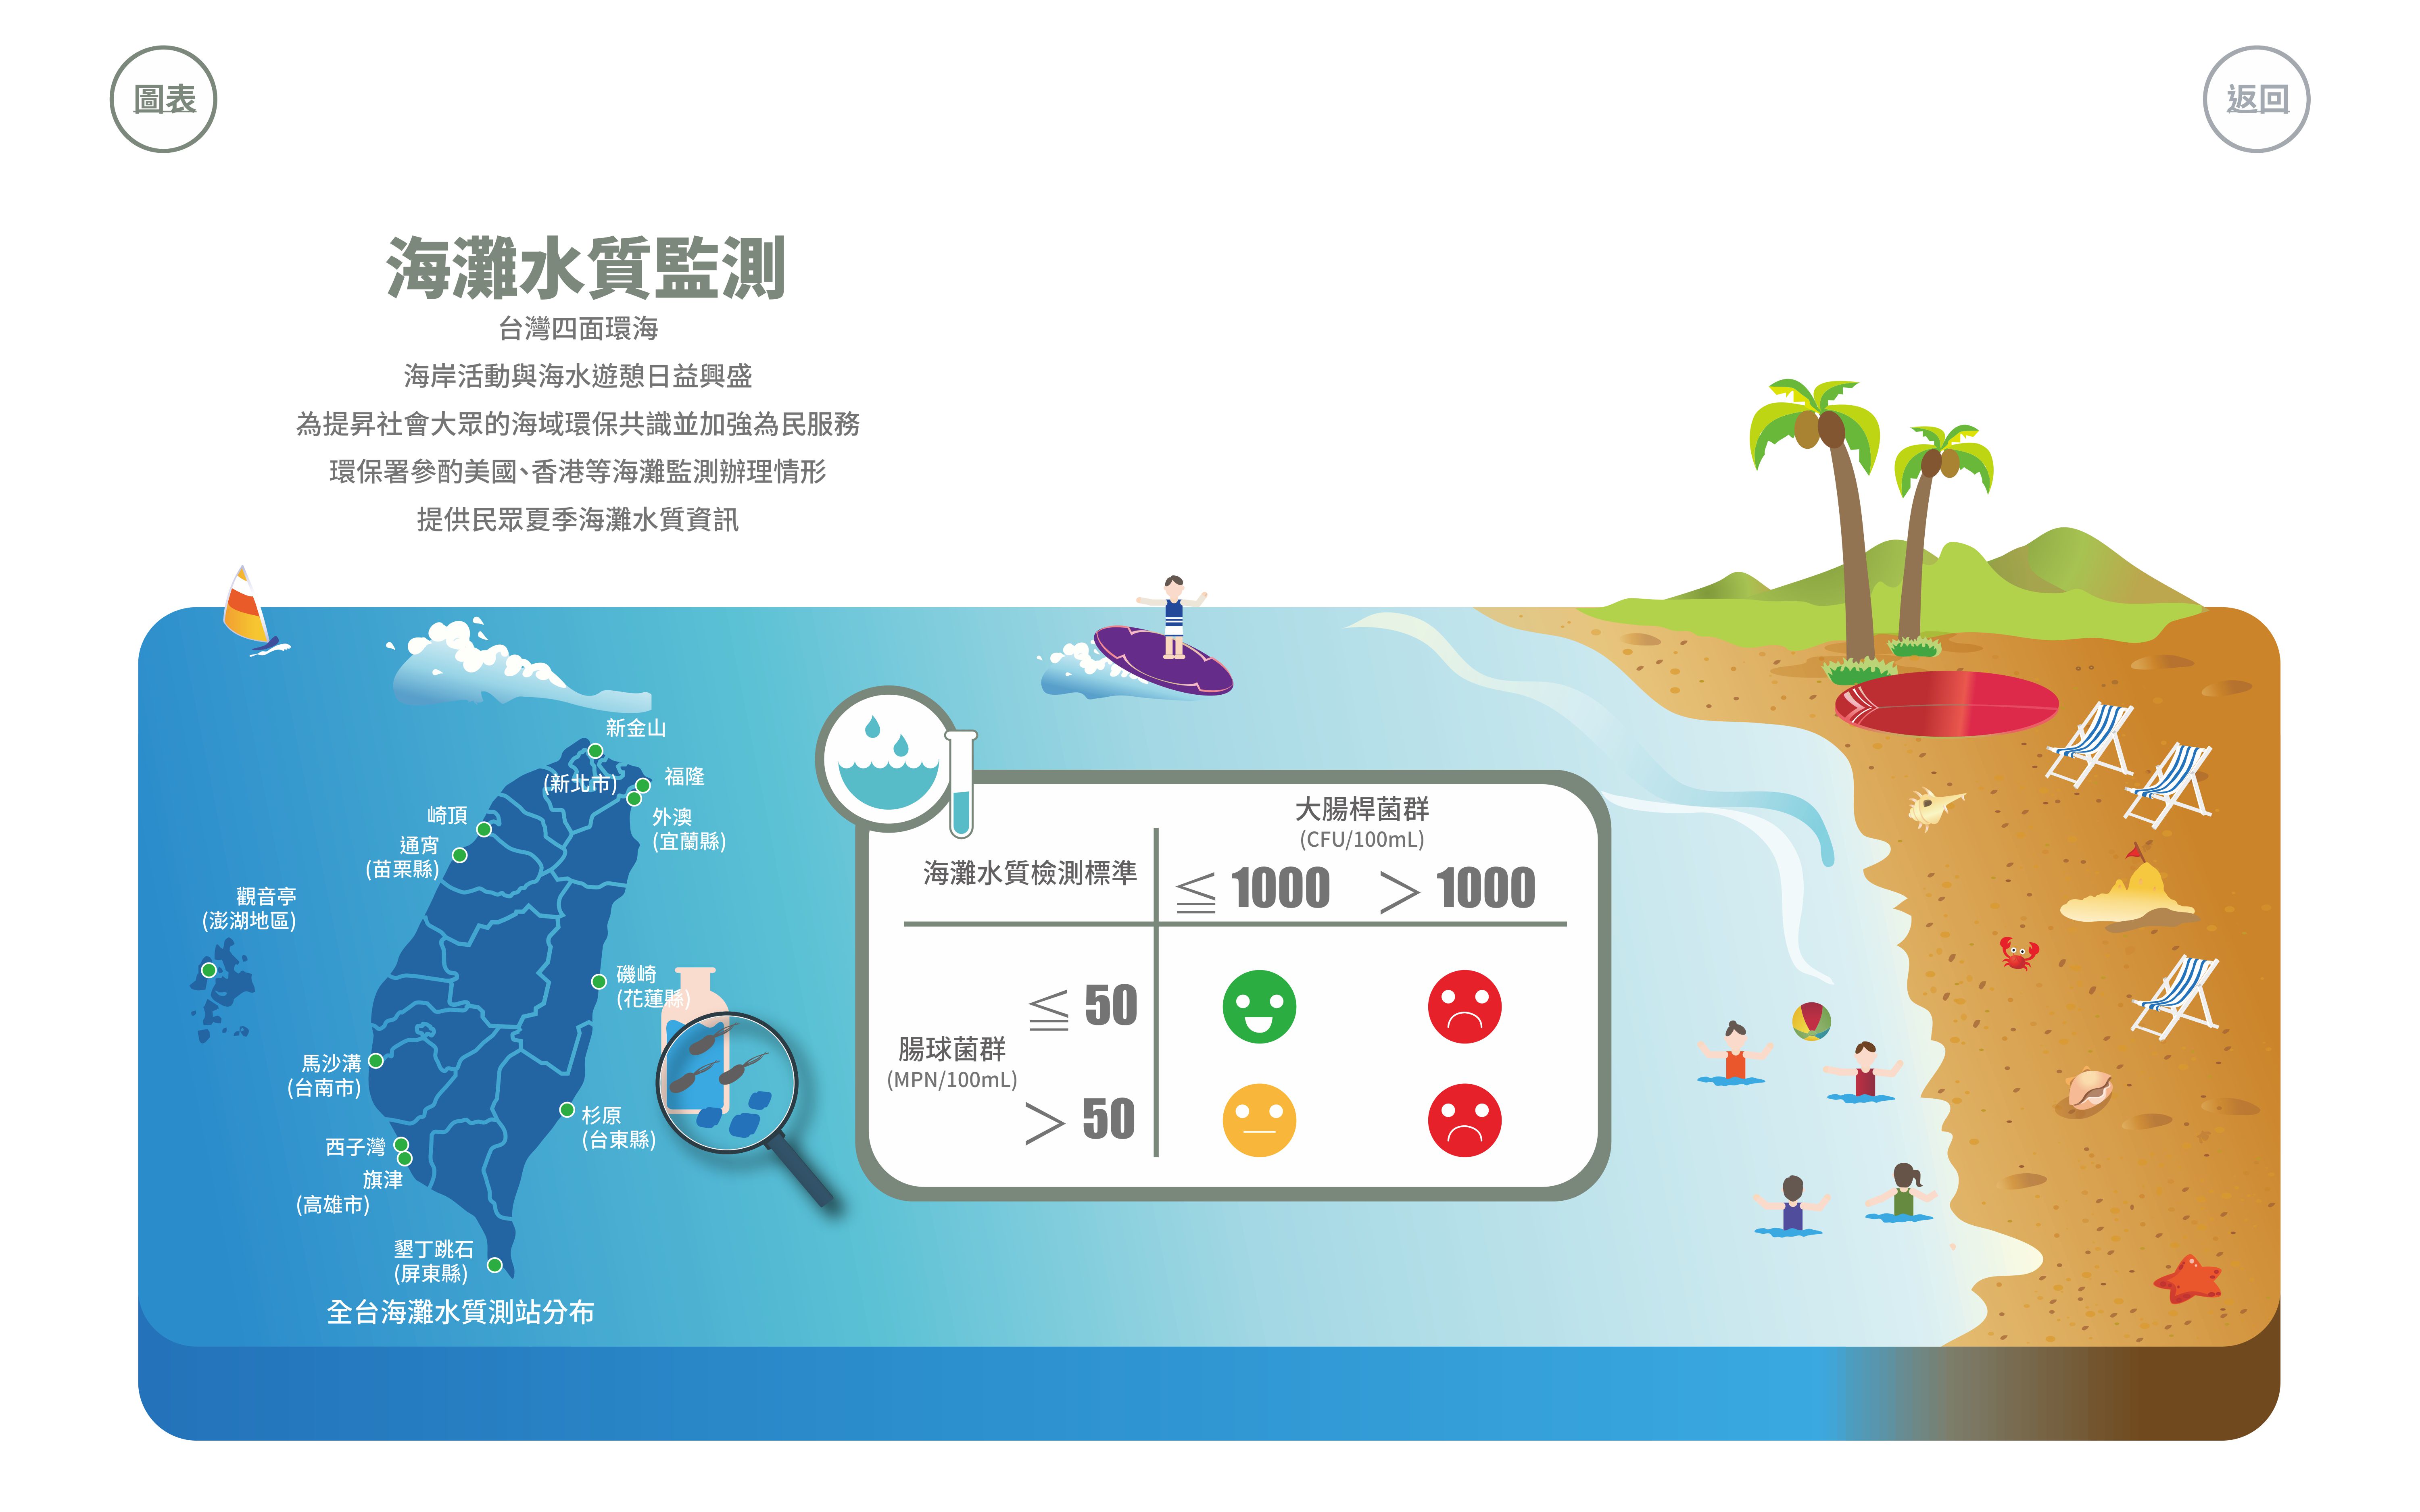 圖表
返回
海灘水質監測
台灣四面環海
海岸活動與海水遊憩日益興盛
為提昇社會大眾的海域環保共識並加強為民服務
環保署參酌美國、香港等海灘監測辦理情形
提供民眾夏季海灘水質資訊
新金山
(新北市)
福隆
外澳
(宜蘭縣)
崎頂
通宵
(苗栗縣)
觀音亭
(澎湖地區)
磯崎
(花蓮縣)
馬沙溝
(台南市)
杉原
(台東縣)
西子灣
旗津
(高雄市)
墾丁跳石
(屏東縣)
全台海灘水質測站分布
大腸桿菌群
(CFU/100mL)
海灘水質檢測標準
≦ 1000
＞ 1000
≦ 50
腸球菌群
(MPN/100mL)
＞ 50